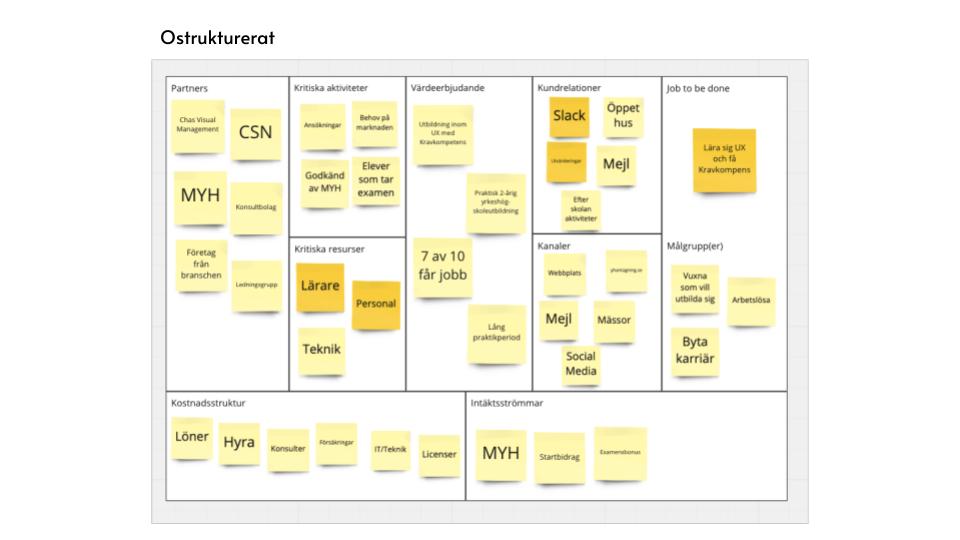 Ostrukturerat
Partners
Chas Visual
Management
CSN
MYH
Konsultbolag
Företag
från
branschen
Ledningsgrupp
Kritiska aktiviteter
Ansökningar
Behov på
marknaden
Godkänd
av MYH
Elever
som tar
examen
Kritiska resurser
Lärare
Personal
Teknik
Värdeerbjudande
Utbildning inom
UX med
Kravkompetens
Praktisk 2-årig
yrkeshög-
skoleutbildning
7 av 10
får jobb
Lång
praktikperiod
Kundrelationer
Slack
Öppet
hus
Utvärderingar
Mejl
Efter
skolan
aktiviteter
Kanaler
Webbplats
yhantagning.se
Mejl
Mässor
Social
Media
Job to be done
Lära sig UX
och få
Kravkompens
Målgrupp(er)
Vuxna
som vill
utbilda sig
Arbetslösa
Byta
karriär
Kostnadsstruktur
Löner
Hyra
Konsulter
Försäkringar
IT/Teknik
Licenser
Intäktsströmmar
MYH
Startbidrag
Examensbonus